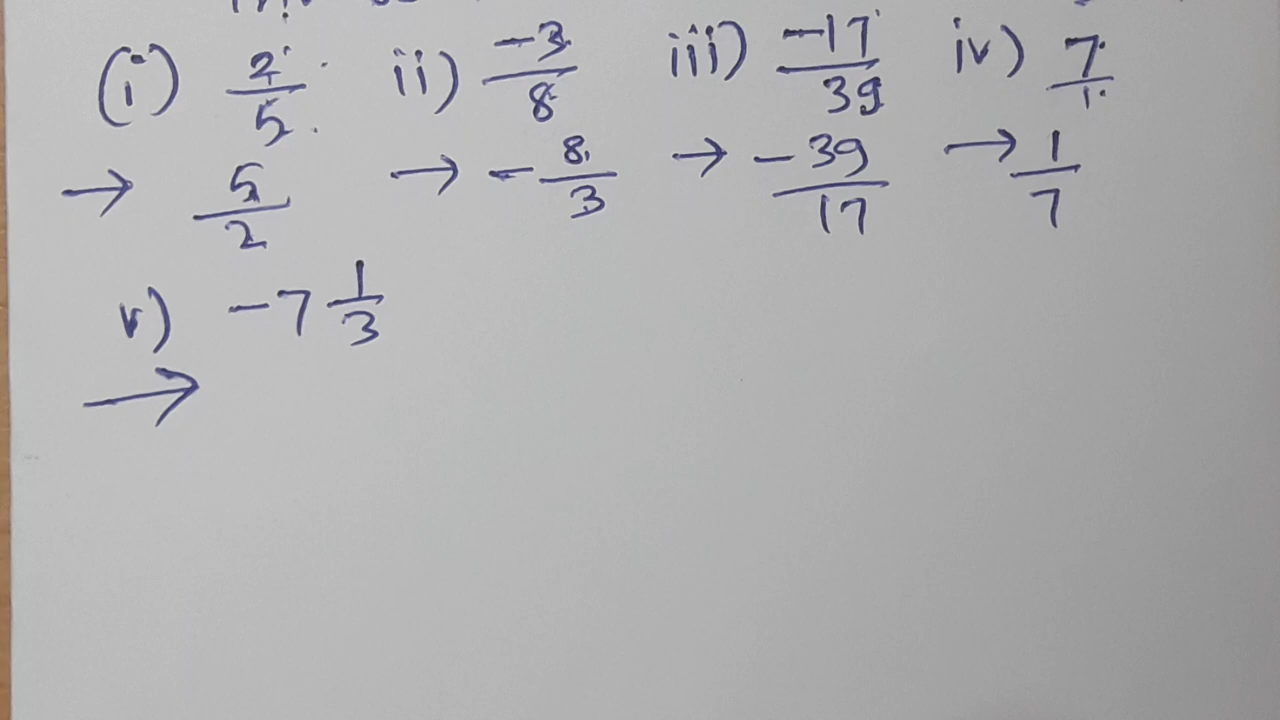 (i) 2/5 ii) -3/8 iii) -17/39 iv) 7/1
→ 5/2 → -8/3 → -39/17 → 1/7
v) -7 1/3
→